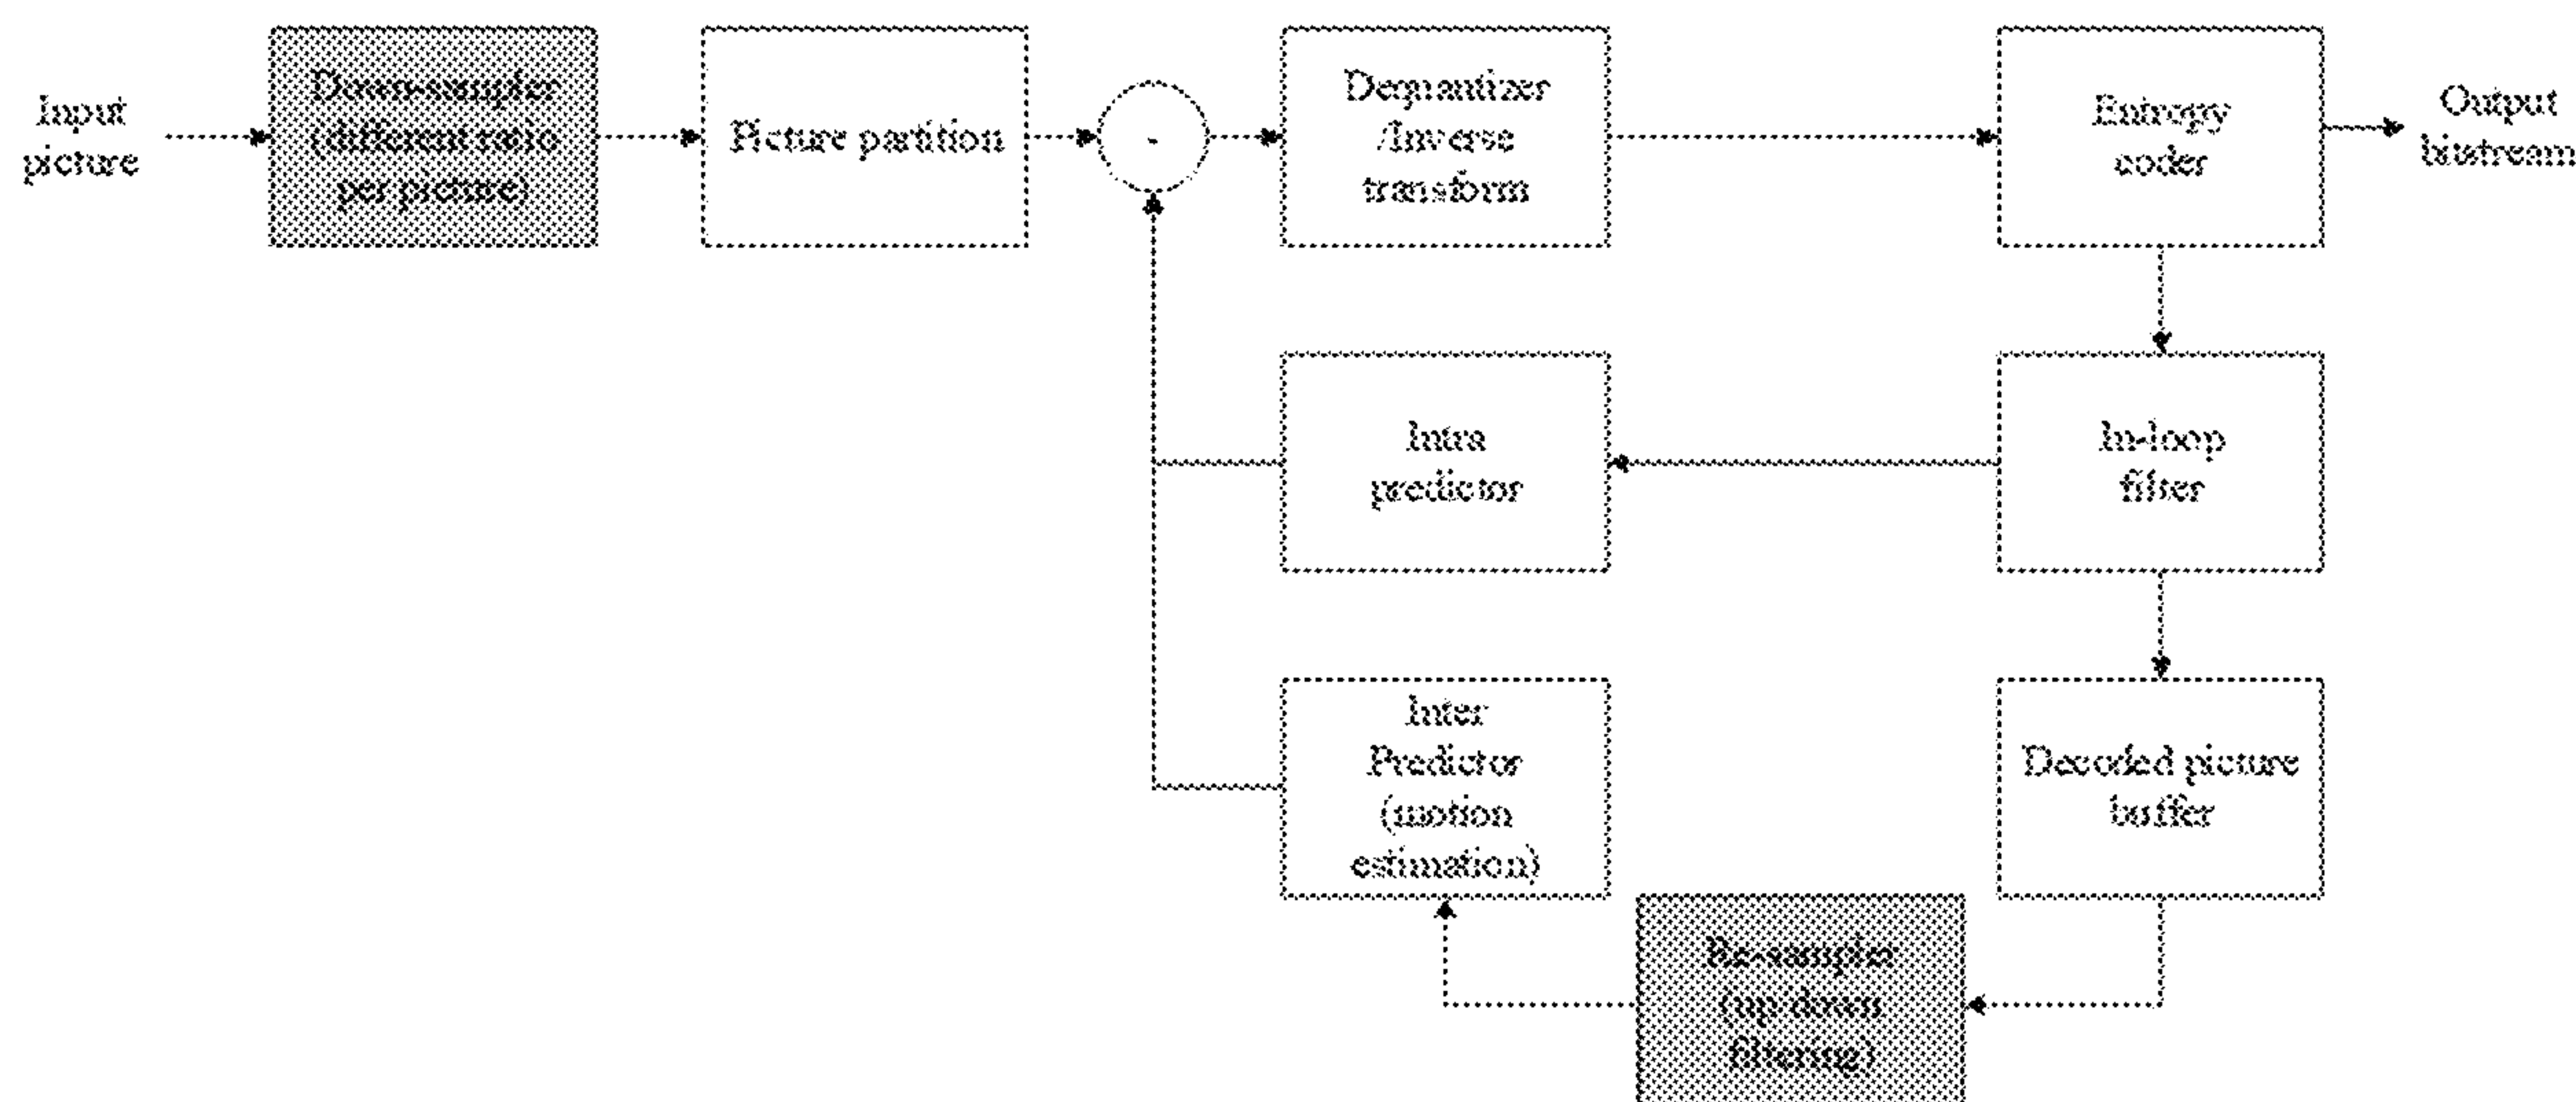 Input
picture
Down-sampler
(different ratio
per picture)
Picture partition
-
Dequantizer
/Inverse
transform
Entropy
coder
Output
bitstream
Intra
predictor
In-loop
filter
Inter
Predictor
(motion
estimation)
Decoded picture
buffer
Re-sampler
(up down
filtering)